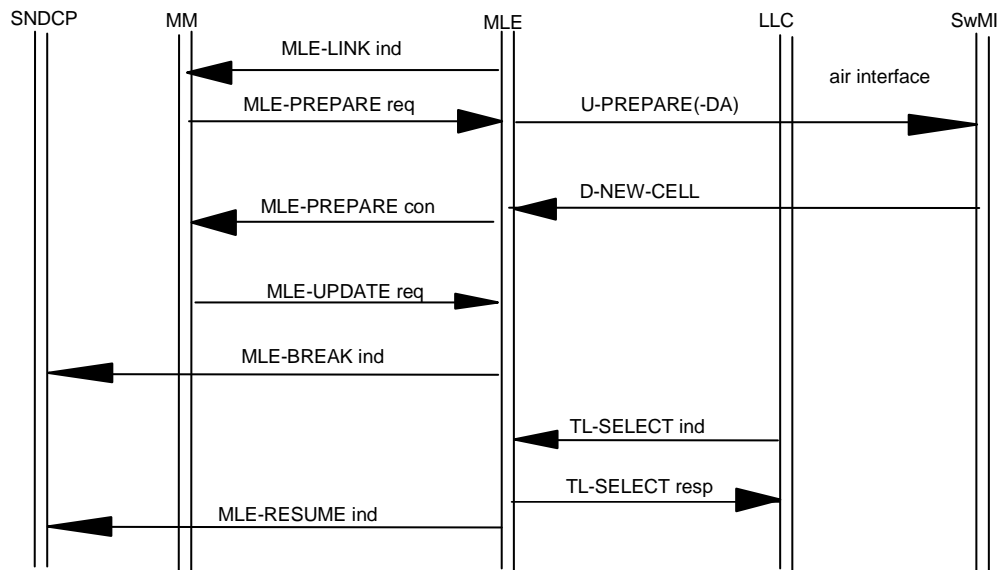 SNDCP MM MLE LLC SwMI
MLE-LINK ind
air interface
MLE-PREPARE req U-PREPARE(-DA)
D-NEW-CELL
MLE-PREPARE con
MLE-UPDATE req
MLE-BREAK ind
TL-SELECT ind
TL-SELECT resp
MLE-RESUME ind